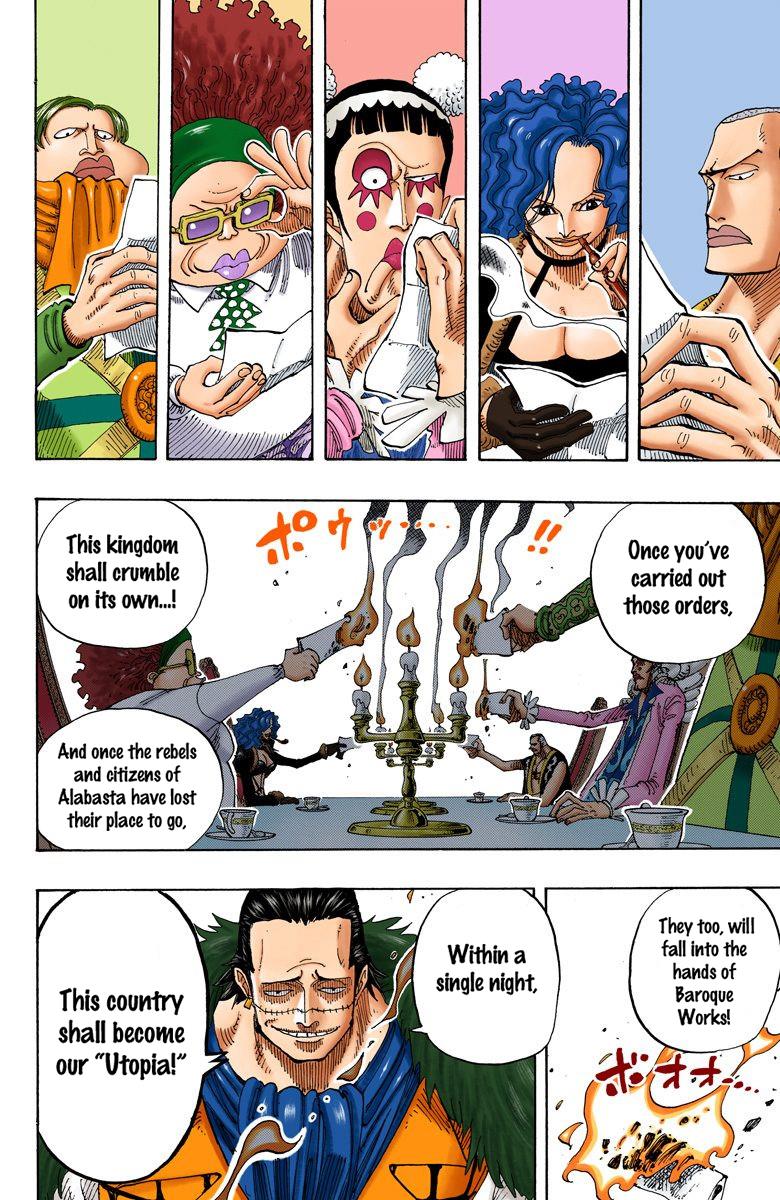 Once you've
carried out
those orders,
ポウッ‥‥!!
This kingdom
shall crumble
on its own...!
And once the rebels
and citizens of
Alabasta have lost
their place to go,
They too, will
fall into the
hands of
Baroque
Works!
ボオオ‥‥
Within a
single night,
This country
shall become
our “Utopia!”